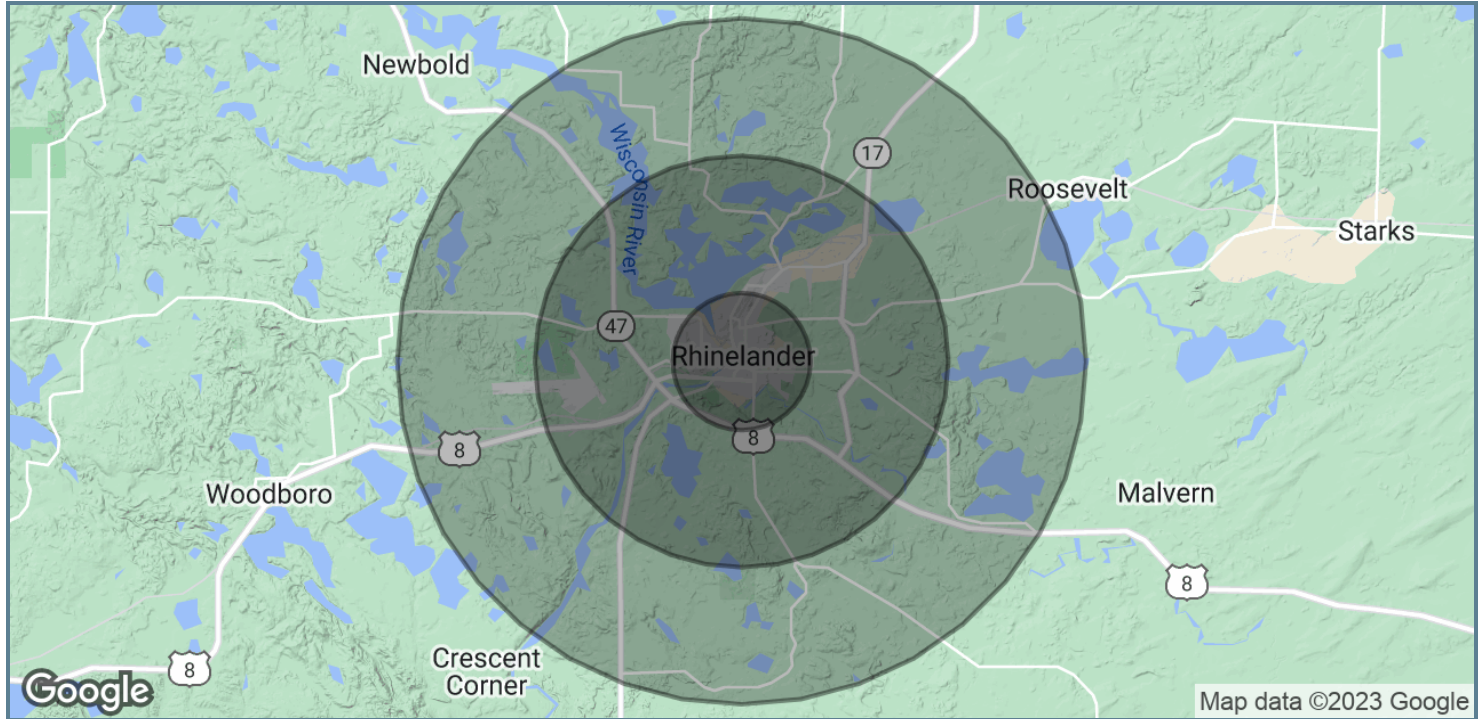 Newbold
Wisconsin River
17
Roosevelt
Starks
47
Rhinelander
8
8
Woodboro
Malvern
8
Crescent
Corner
8
Google
Map data ©2023 Google